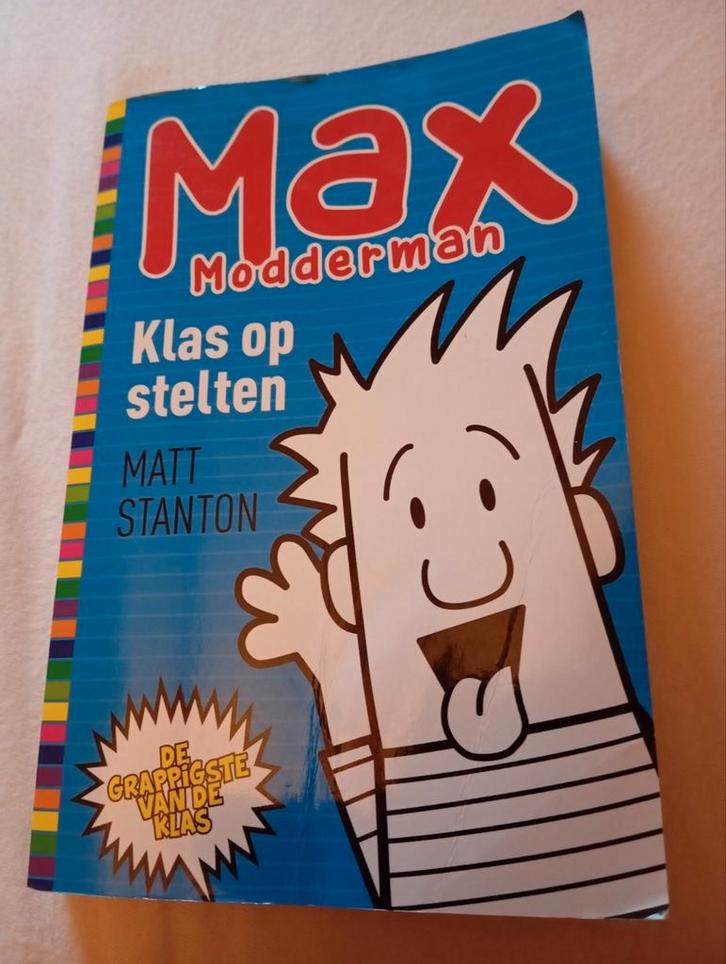 Max
Modderman
Klas op
stelten
MATT
STANTON
DE
GRAPPiGSTE
VAN DE
KLAS